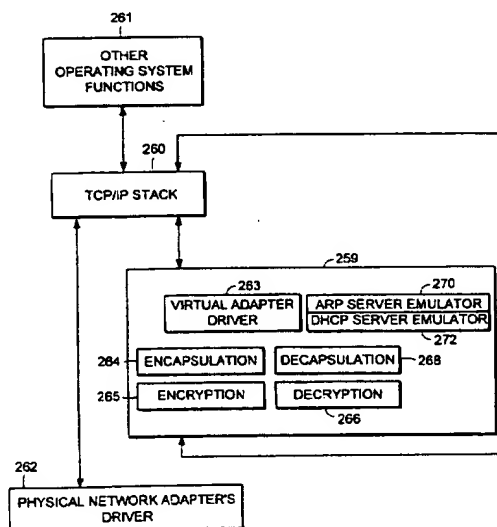 261
OTHER
OPERATING SYSTEM
FUNCTIONS
260
TCP/IP STACK
259
263
VIRTUAL ADAPTER
DRIVER
270
ARP SERVER EMULATOR
DHCP SERVER EMULATOR
272
264
ENCAPSULATION
DECAPSULATION
268
265
ENCRYPTION
DECRYPTION
266
262
PHYSICAL NETWORK ADAPTER'S
DRIVER